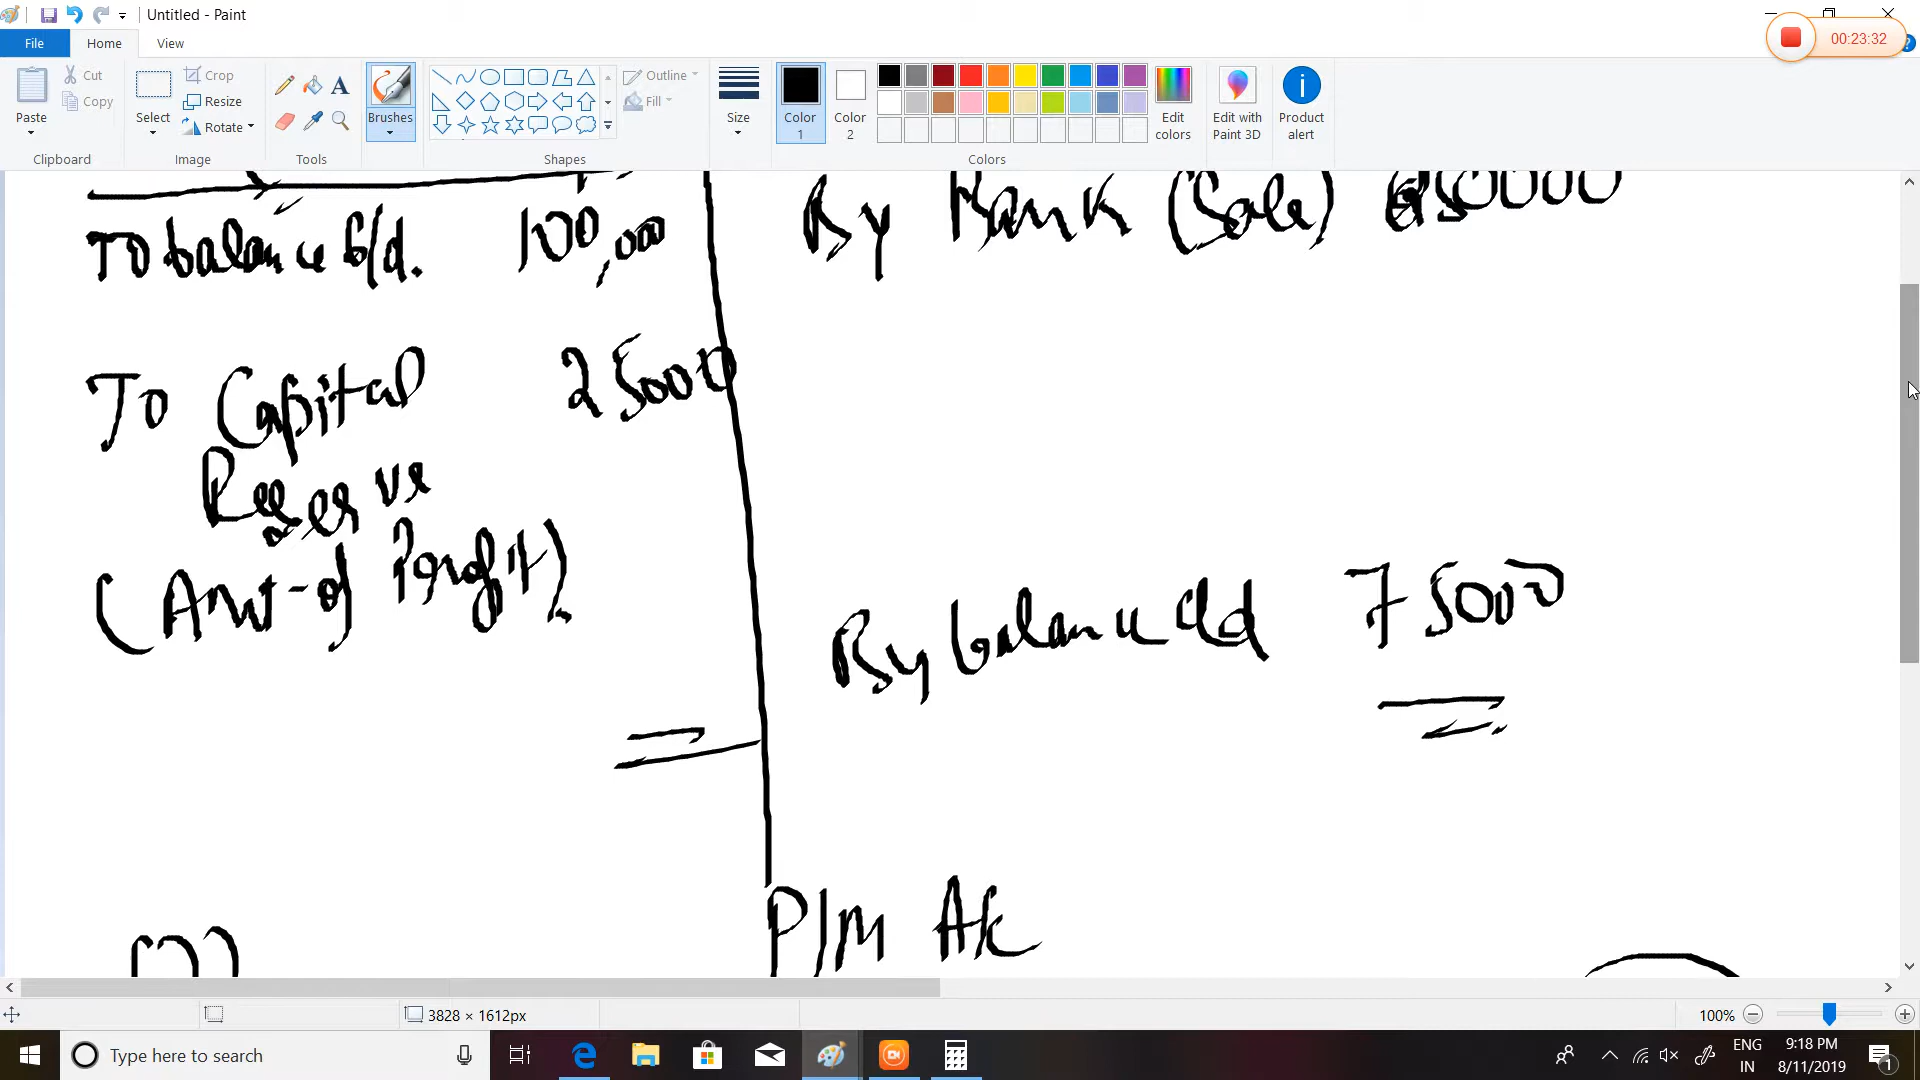 Untitled - Paint
00:23:32
File Home View
Cut
Copy
Paste
Clipboard
Select
Crop
Resize
Rotate
Image
Tools
Brushes
Shapes
Outline
Fill
Size
Color 1
Color 2
Colors
Edit colors
Edit with Paint 3D
Product alert
By Bank (Sale)
To balance b/d. 100,000
To Capital 25000
Reserve
(Amt-of Profit).
By balance c/d 75000
P/M A/c
3828 × 1612px
100%
Type here to search
ENG
IN
9:18 PM
8/11/2019
1